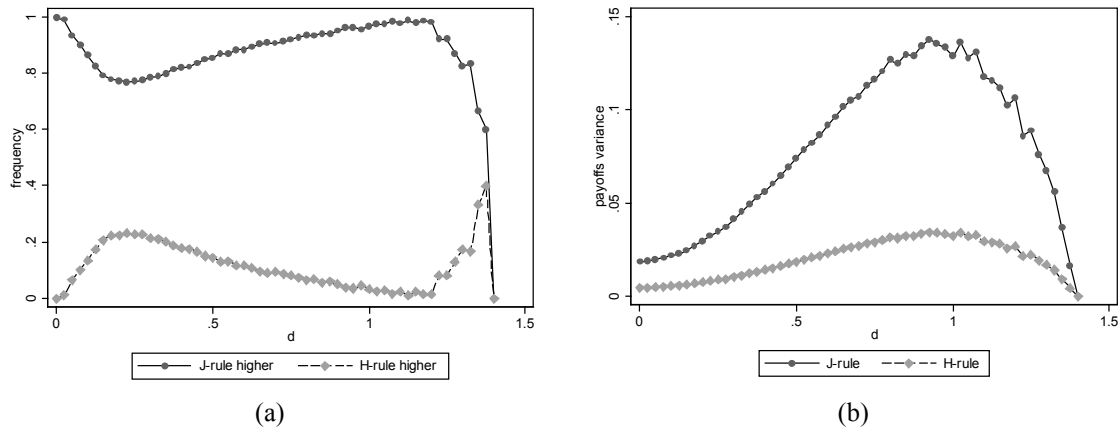 frequency
1
.8
.6
.4
.2
0
0
.5
1
1.5
d
J-rule higher
H-rule higher
(a)
payoffs variance
.15
.1
.05
0
0
.5
1
1.5
d
J-rule
H-rule
(b)